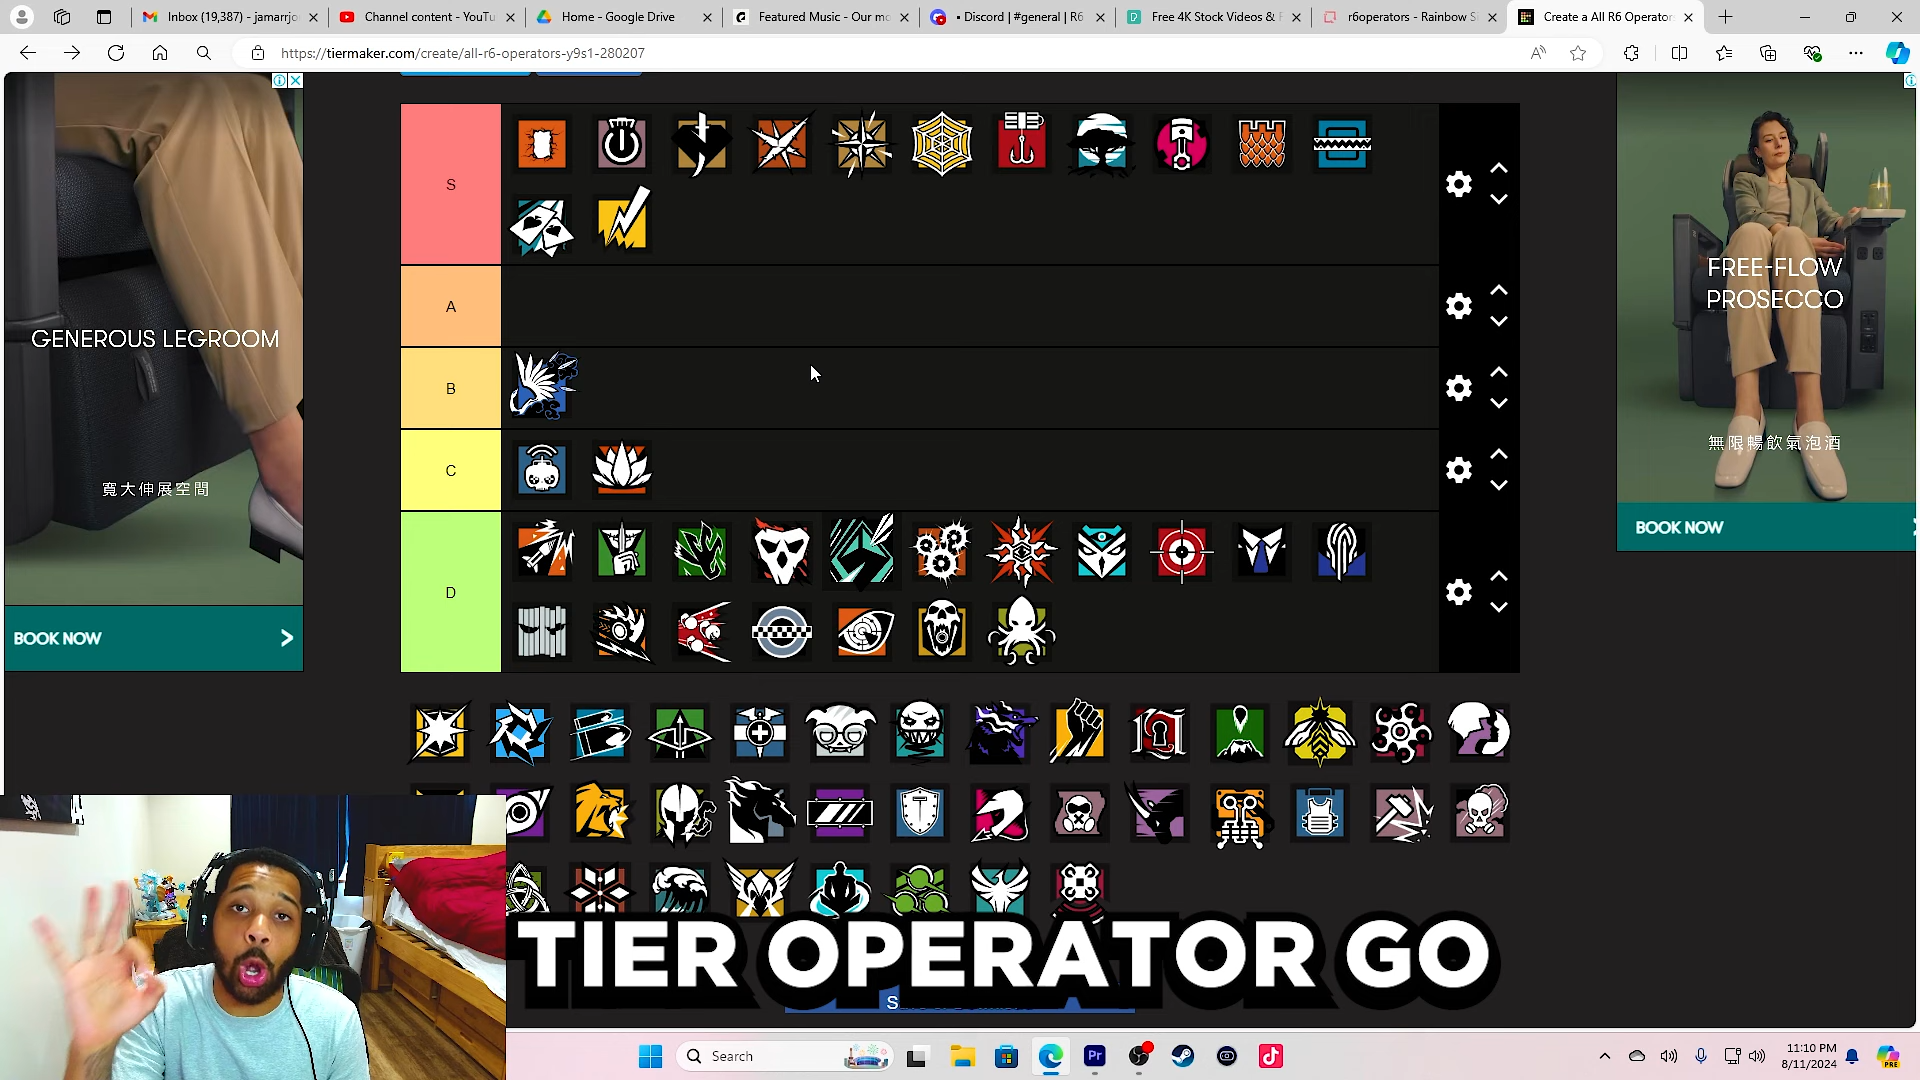 Inbox (19,387) - jamarrjo
Channel content - YouTu
Home - Google Drive
Featured Music - Our mo
• Discord | #general | R6
Free 4K Stock Videos & F
r6operators - Rainbow S
Create a All R6 Operator
https://tiermaker.com/create/all-r6-operators-y9s1-280207
S
A
B
C
D
GENEROUS LEGROOM
寬大伸展空間
BOOK NOW
FREE-FLOW
PROSECCO
無限暢飲氣泡酒
BOOK NOW
TIER OPERATOR GO
Search
11:10 PM
8/11/2024
PRE